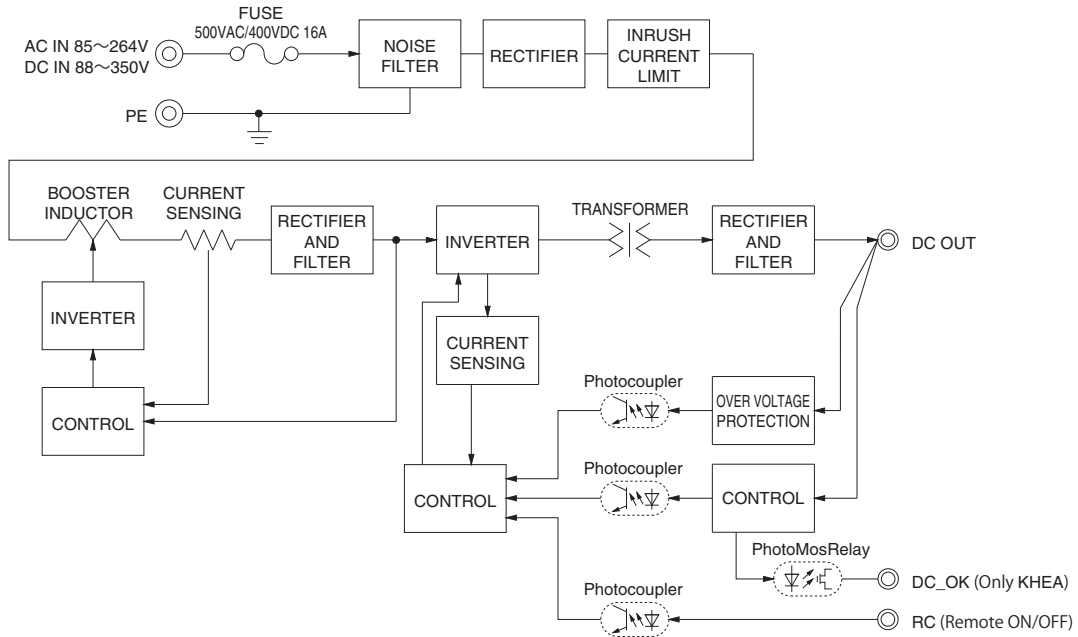 FUSE
500VAC/400VDC 16A
AC IN 85～264V
DC IN 88～350V
NOISE
FILTER
RECTIFIER
INRUSH
CURRENT
LIMIT
PE
BOOSTER
INDUCTOR
CURRENT
SENSING
RECTIFIER
AND
FILTER
INVERTER
TRANSFORMER
RECTIFIER
AND
FILTER
DC OUT
INVERTER
CURRENT
SENSING
CONTROL
Photocoupler
OVER VOLTAGE
PROTECTION
CONTROL
Photocoupler
CONTROL
PhotoMosRelay
DC_OK (Only KHEA)
Photocoupler
RC (Remote ON/OFF)